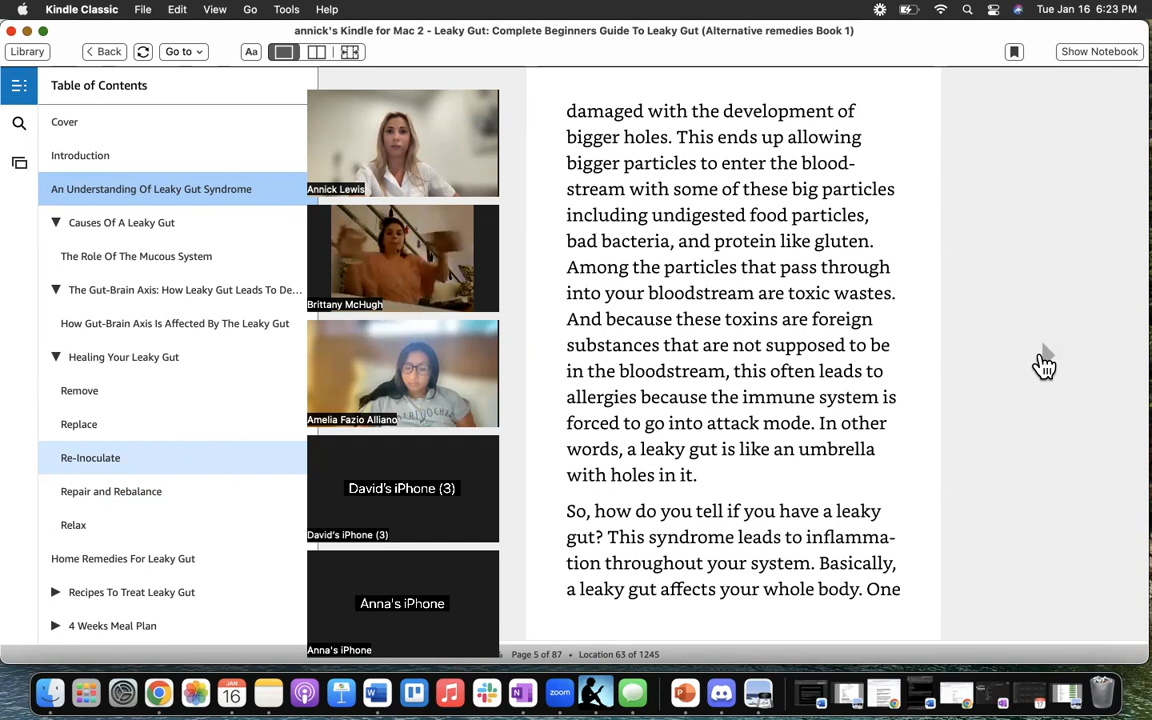 Kindle Classic File Edit View Go Tools Help Tue Jan 16 6:23 PM
annick's Kindle for Mac 2 - Leaky Gut: Complete Beginners Guide To Leaky Gut (Alternative remedies Book 1)
Library Back Go to Aa Show Notebook
Table of Contents
Cover
Introduction
An Understanding Of Leaky Gut Syndrome
Causes Of A Leaky Gut
The Role Of The Mucous System
The Gut-Brain Axis: How Leaky Gut Leads To De...
How Gut-Brain Axis Is Affected By The Leaky Gut
Healing Your Leaky Gut
Remove
Replace
Re-Inoculate
Repair and Rebalance
Relax
Home Remedies For Leaky Gut
Recipes To Treat Leaky Gut
4 Weeks Meal Plan
Annick Lewis
Brittany McHugh
Amelia Fazio Alliano
David's iPhone (3)
David's iPhone (3)
Anna's iPhone
Anna's iPhone
damaged with the development of
bigger holes. This ends up allowing
bigger particles to enter the blood-
stream with some of these big particles
including undigested food particles,
bad bacteria, and protein like gluten.
Among the particles that pass through
into your bloodstream are toxic wastes.
And because these toxins are foreign
substances that are not supposed to be
in the bloodstream, this often leads to
allergies because the immune system is
forced to go into attack mode. In other
words, a leaky gut is like an umbrella
with holes in it.
So, how do you tell if you have a leaky
gut? This syndrome leads to inflamma-
tion throughout your system. Basically,
a leaky gut affects your whole body. One
Page 5 of 87 • Location 63 of 1245
JAN
16
zoom